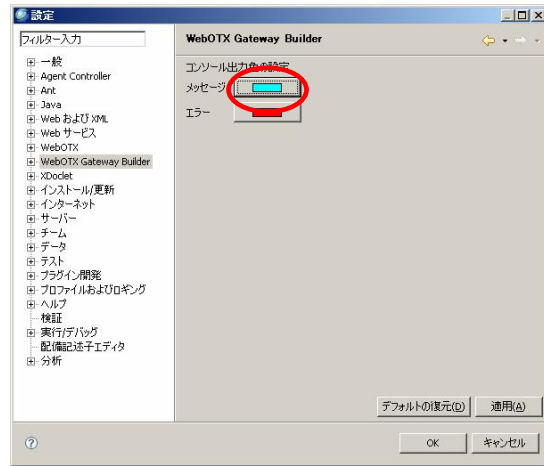 設定
フィルター入力
一般
Agent Controller
Ant
Java
Web および XML
Web サービス
WebOTX
WebOTX Gateway Builder
XDoclet
インストール/更新
インターネット
サーバー
チーム
データ
テスト
プラグイン開発
プロファイルおよびロギング
ヘルプ
検証
実行/デバッグ
配備記述子エディタ
分析
WebOTX Gateway Builder
コンソール出力色の設定
メッセージ
エラー
デフォルトの復元(D)
適用(A)
OK
キャンセル